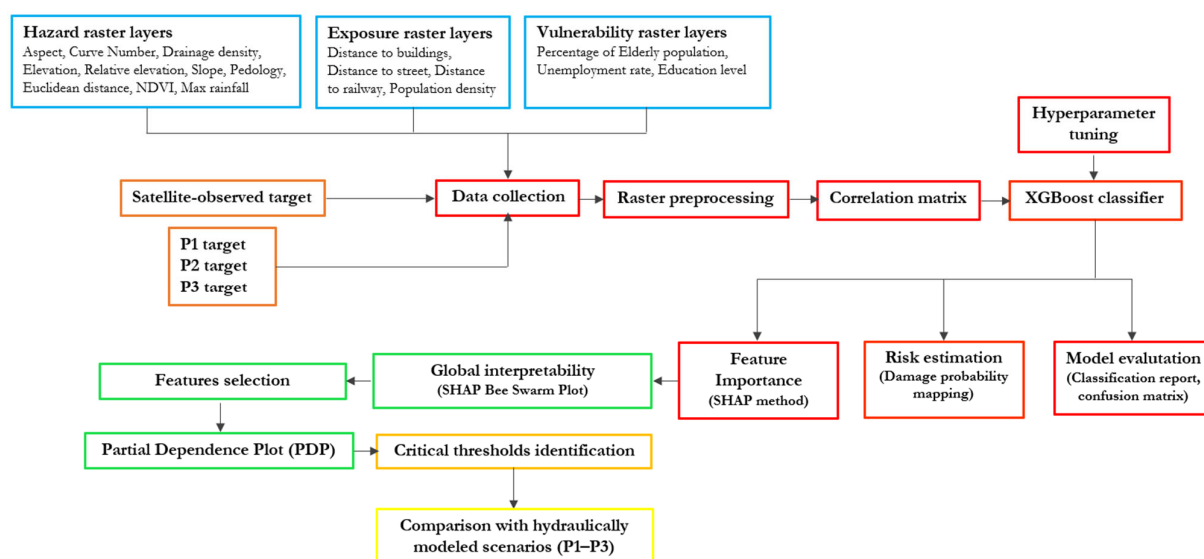 Hazard raster layers
Aspect, Curve Number, Drainage density,
Elevation, Relative elevation, Slope, Pedology,
Euclidean distance, NDVI, Max rainfall
Exposure raster layers
Distance to buildings,
Distance to street, Distance
to railway, Population density
Vulnerability raster layers
Percentage of Elderly population,
Unemployment rate, Education level
Hyperparameter
tuning
Satellite-observed target
Data collection
Raster preprocessing
Correlation matrix
XGBoost classifier
P1 target
P2 target
P3 target
Features selection
Global interpretability
(SHAP Bee Swarm Plot)
Feature
Importance
(SHAP method)
Risk estimation
(Damage probability
mapping)
Model evalutation
(Classification report,
confusion matrix)
Partial Dependence Plot (PDP)
Critical thresholds identification
Comparison with hydraulically
modeled scenarios (P1–P3)